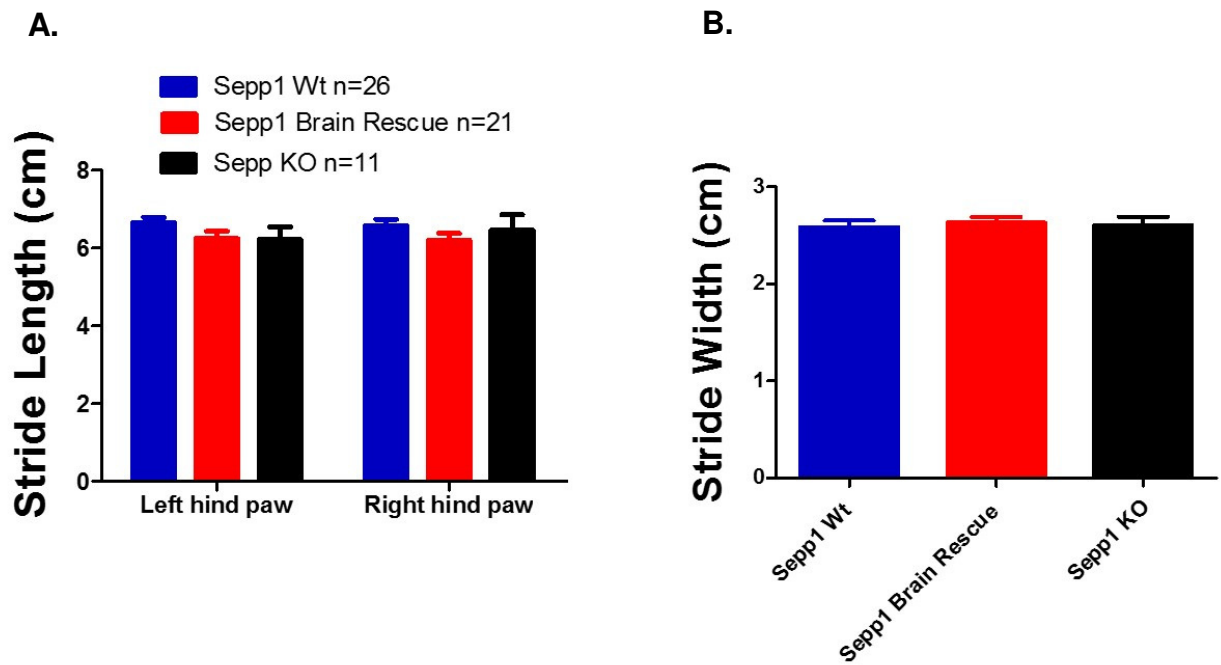 A.
Sepp1 Wt n=26
Sepp1 Brain Rescue n=21
Sepp KO n=11
Stride Length (cm)
8
6
4
2
0
Left hind paw
Right hind paw
B.
Stride Width (cm)
3
2
1
0
Sepp1 Wt
Sepp1 Brain Rescue
Sepp1 KO